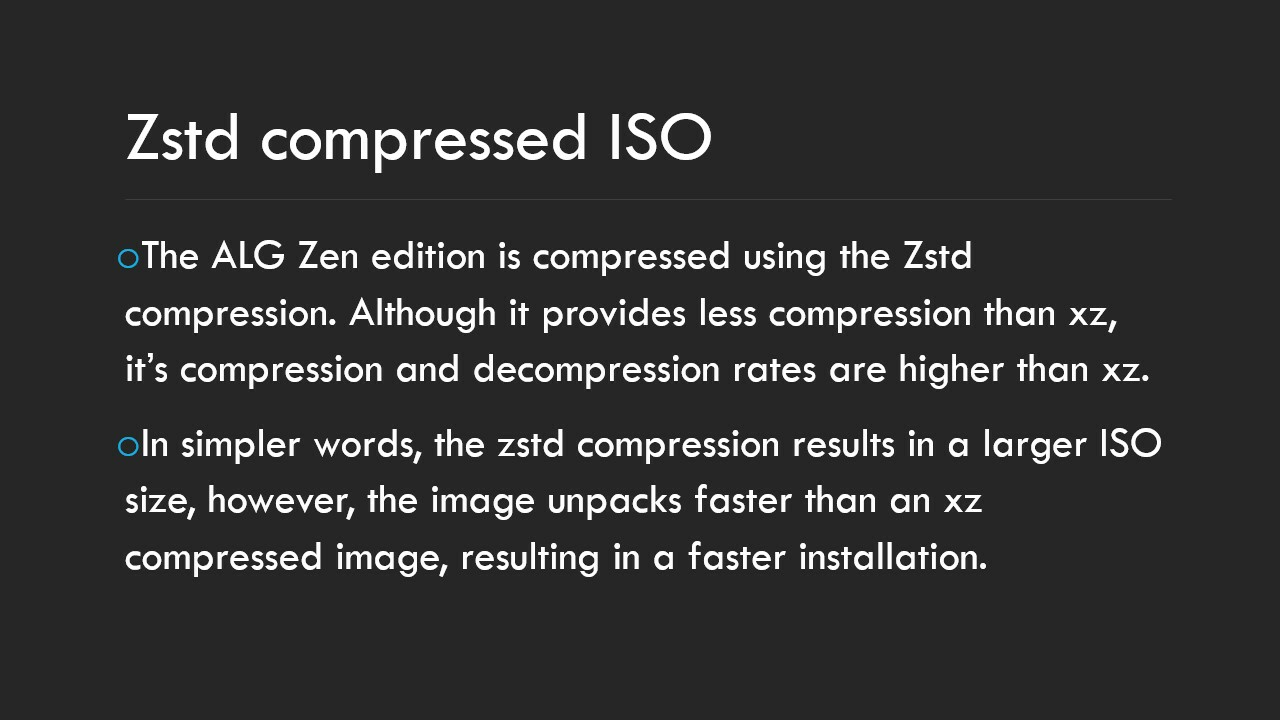 Zstd compressed ISO
The ALG Zen edition is compressed using the Zstd
compression. Although it provides less compression than xz,
it’s compression and decompression rates are higher than xz.
In simpler words, the zstd compression results in a larger ISO
size, however, the image unpacks faster than an xz
compressed image, resulting in a faster installation.